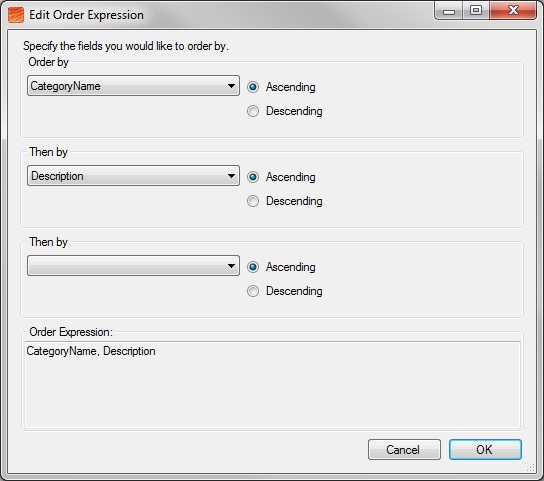 Edit Order Expression
Specify the fields you would like to order by.
Order by
CategoryName
Ascending
Descending
Then by
Description
Ascending
Descending
Then by
Ascending
Descending
Order Expression:
CategoryName, Description
Cancel
OK